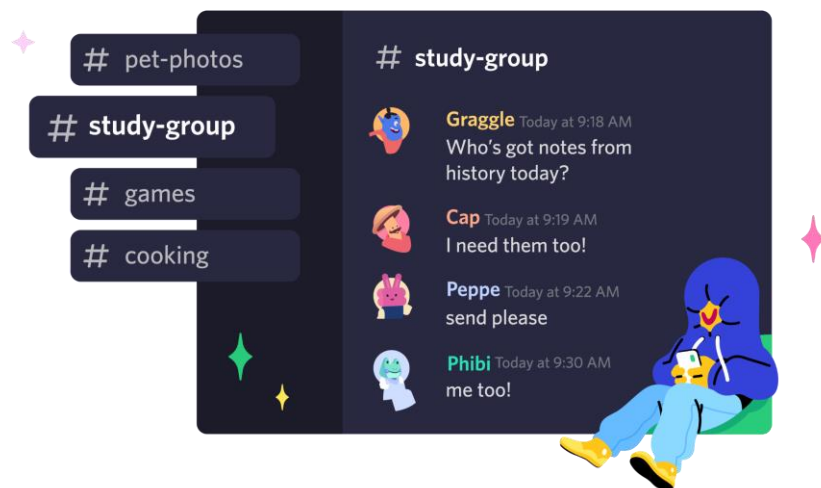 # pet-photos
# study-group
# games
# cooking
# study-group
Graggle Today at 9:18 AM
Who's got notes from
history today?
Cap Today at 9:19 AM
I need them too!
Peppe Today at 9:22 AM
send please
Phibi Today at 9:30 AM
me too!